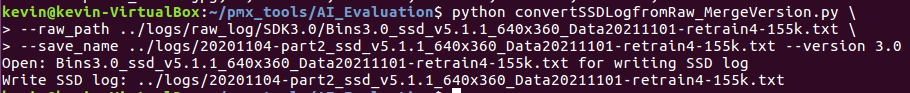 kevin@kevin-VirtualBox:~/pmx_tools/AI_Evaluation$ python convertSSDLogfromRaw_MergeVersion.py \
> --raw_path ../logs/raw_log/SDK3.0/Bins3.0_ssd_v5.1.1_640x360_Data20211101-retrain4-155k.txt \
> --save_name ../logs/20201104-part2_ssd_v5.1.1_640x360_Data20211101-retrain4-155k.txt --version 3.0
Open: Bins3.0_ssd_v5.1.1_640x360_Data20211101-retrain4-155k.txt for writing SSD log
Write SSD log: ../logs/20201104-part2_ssd_v5.1.1_640x360_Data20211101-retrain4-155k.txt